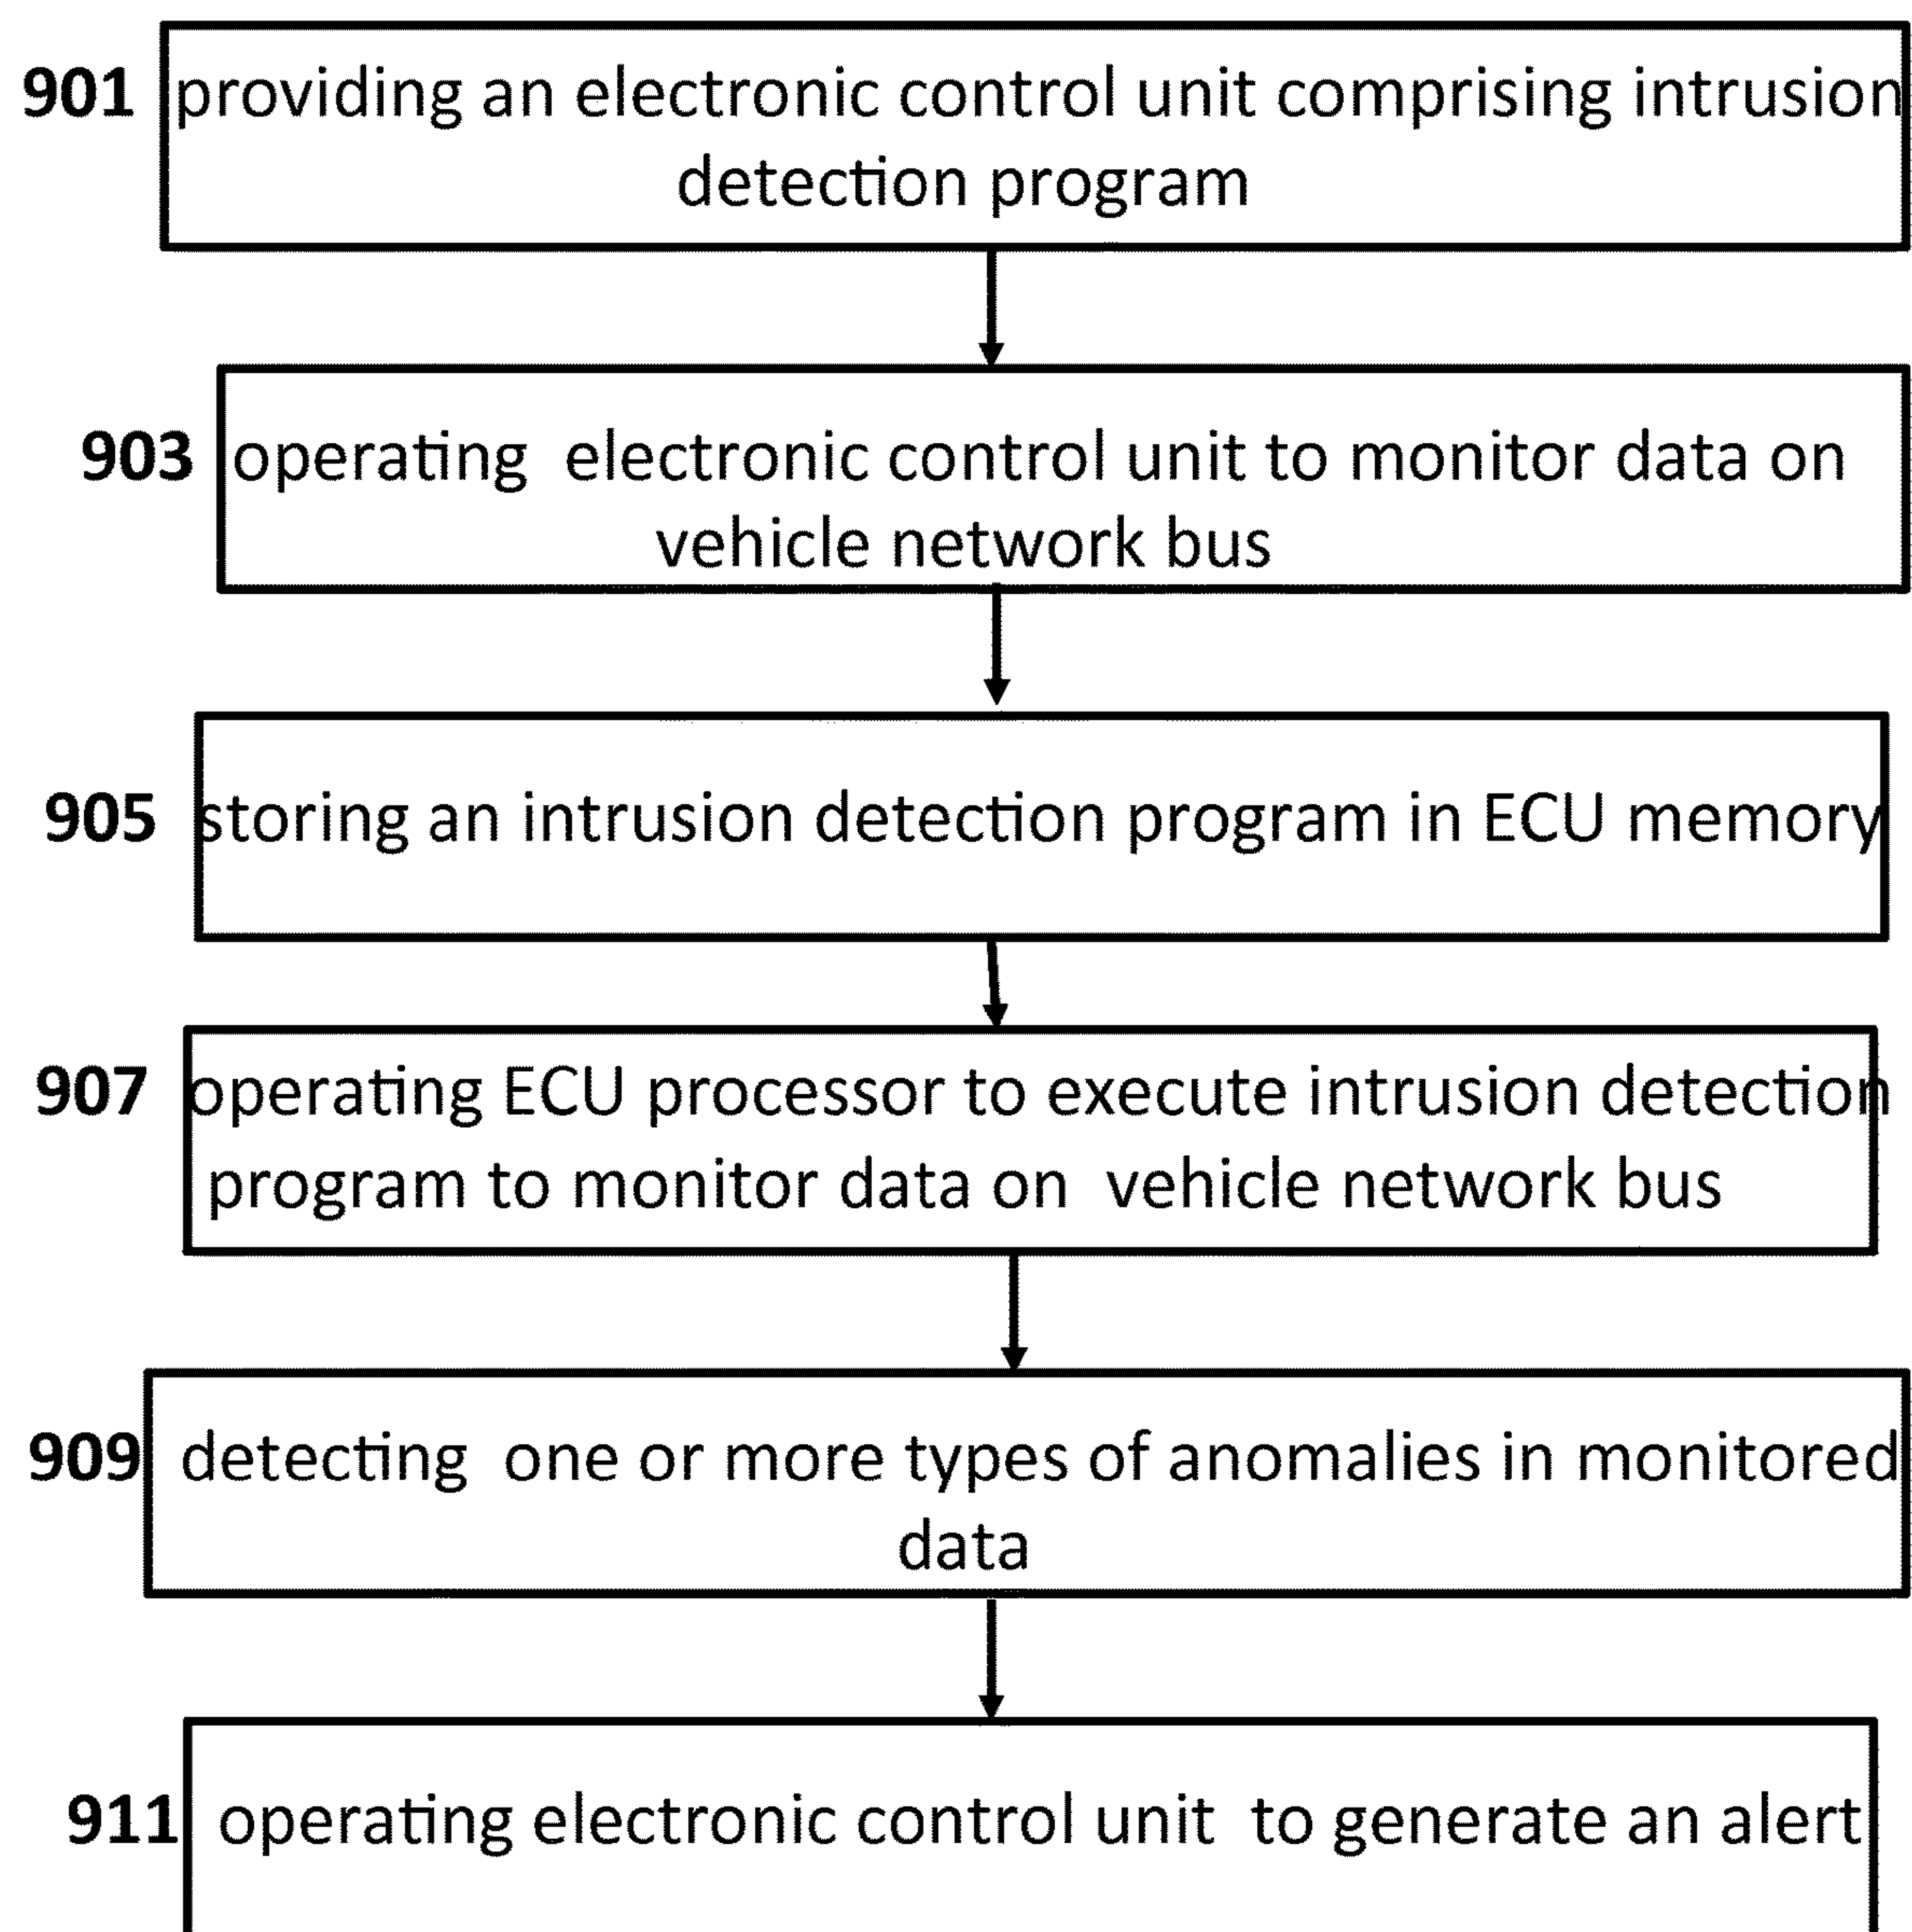 901 providing an electronic control unit comprising intrusion
detection program
903 operating electronic control unit to monitor data on
vehicle network bus
905 storing an intrusion detection program in ECU memory
907 operating ECU processor to execute intrusion detection
program to monitor data on vehicle network bus
909 detecting one or more types of anomalies in monitored
data
911 operating electronic control unit to generate an alert